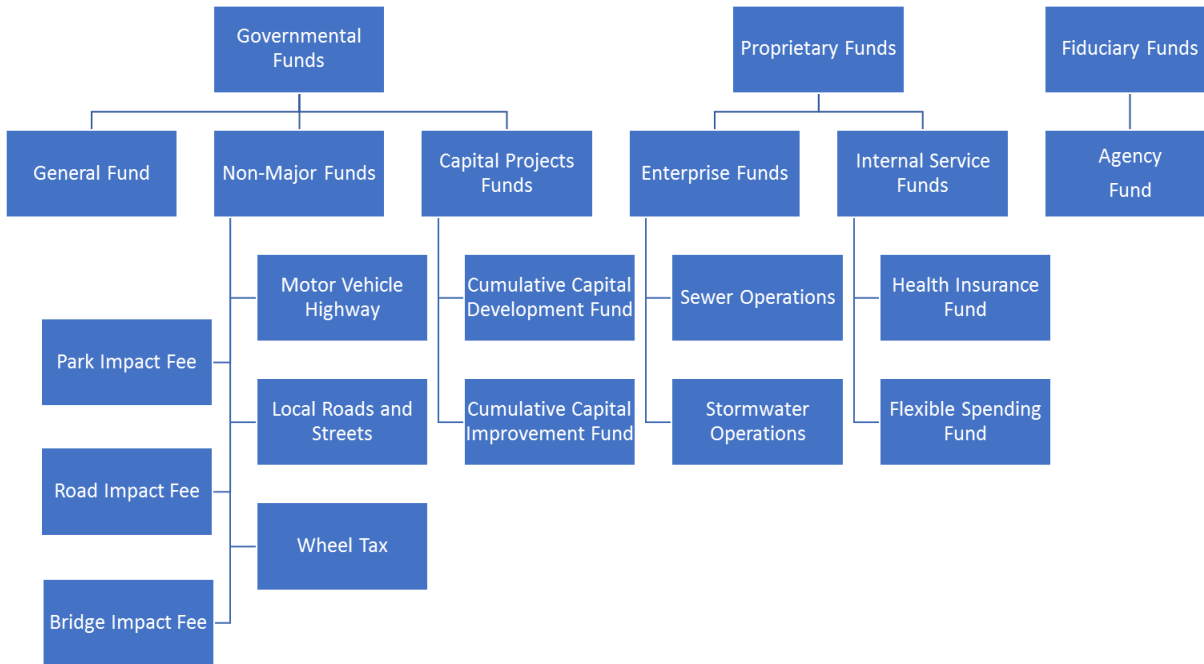 Governmental
Funds
Proprietary Funds
Fiduciary Funds
General Fund
Non-Major Funds
Capital Projects
Funds
Enterprise Funds
Internal Service
Funds
Agency
Fund
Motor Vehicle
Highway
Cumulative Capital
Development Fund
Sewer Operations
Health Insurance
Fund
Park Impact Fee
Local Roads and
Streets
Cumulative Capital
Improvement Fund
Stormwater
Operations
Flexible Spending
Fund
Road Impact Fee
Wheel Tax
Bridge Impact Fee